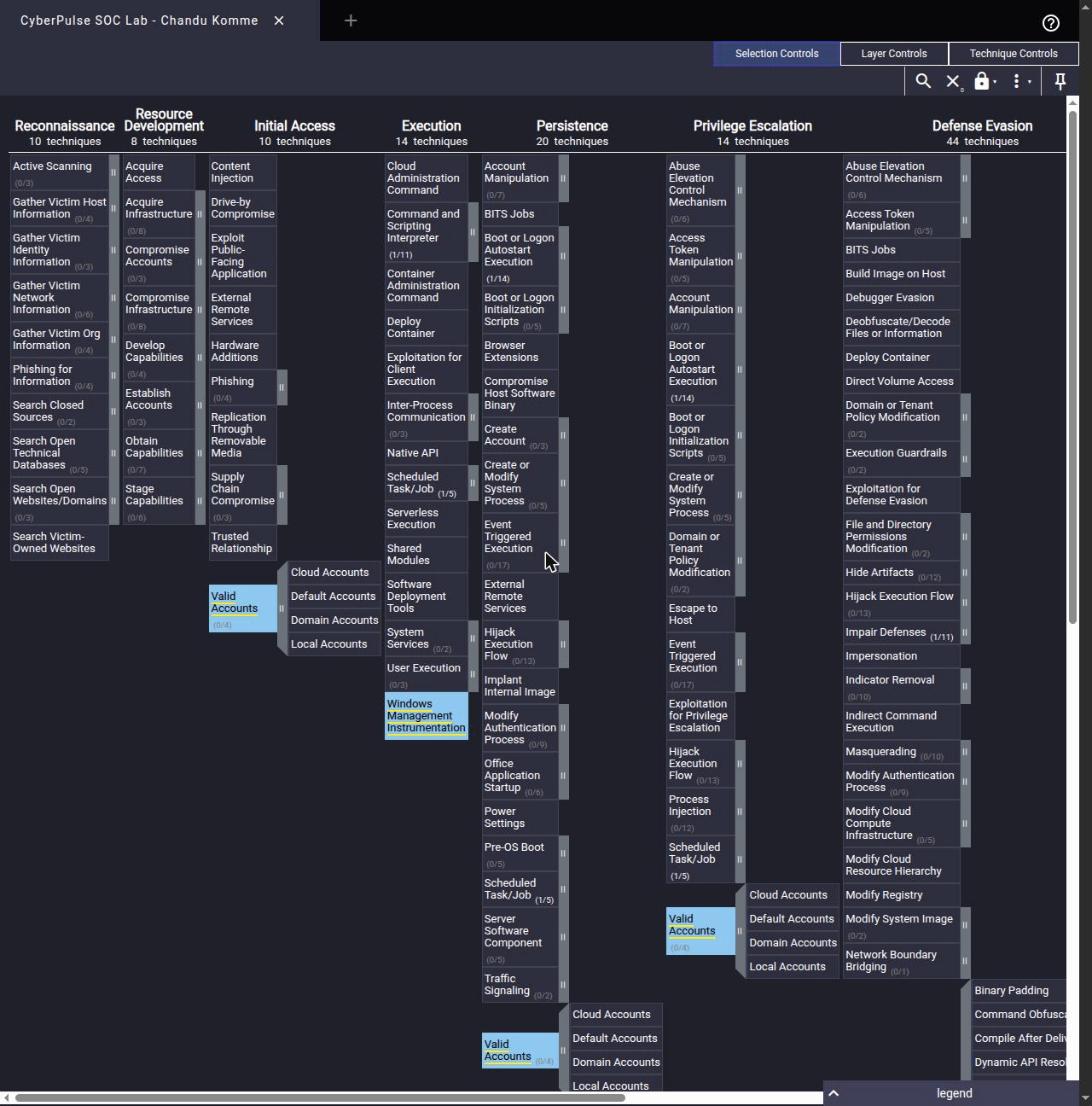 CyberPulse SOC Lab - Chandu Komme
Selection Controls
Layer Controls
Technique Controls
Reconnaissance
10 techniques
Active Scanning
(0/3)
Gather Victim Host
Information (0/4)
Gather Victim
Identity
Information (0/3)
Gather Victim
Network
Information (0/6)
Gather Victim Org
Information (0/4)
Phishing for
Information (0/4)
Search Closed
Sources (0/2)
Search Open
Technical
Databases (0/5)
Search Open
Websites/Domains
(0/3)
Search Victim-
Owned Websites
Resource
Development
8 techniques
Acquire
Access
Acquire
Infrastructure
(0/8)
Compromise
Accounts
(0/3)
Compromise
Infrastructure
(0/8)
Develop
Capabilities
(0/4)
Establish
Accounts
(0/3)
Obtain
Capabilities
(0/7)
Stage
Capabilities
(0/6)
Initial Access
10 techniques
Content
Injection
Drive-by
Compromise
Exploit
Public-
Facing
Application
External
Remote
Services
Hardware
Additions
Phishing
(0/4)
Replication
Through
Removable
Media
Supply
Chain
Compromise
(0/3)
Trusted
Relationship
Valid
Accounts
(0/4)
Cloud Accounts
Default Accounts
Domain Accounts
Local Accounts
Execution
14 techniques
Cloud
Administration
Command
Command and
Scripting
Interpreter
(1/11)
Container
Administration
Command
Deploy
Container
Exploitation for
Client
Execution
Inter-Process
Communication
(0/3)
Native API
Scheduled
Task/Job (1/5)
Serverless
Execution
Shared
Modules
Software
Deployment
Tools
System
Services (0/2)
User Execution
(0/3)
Windows
Management
Instrumentation
Persistence
20 techniques
Account
Manipulation
(0/7)
BITS Jobs
Boot or Logon
Autostart
Execution
(1/14)
Boot or Logon
Initialization
Scripts (0/5)
Browser
Extensions
Compromise
Host Software
Binary
Create
Account (0/3)
Create or
Modify
System
Process (0/5)
Event
Triggered
Execution
(0/17)
External
Remote
Services
Hijack
Execution
Flow (0/13)
Implant
Internal Image
Modify
Authentication
Process (0/9)
Office
Application
Startup (0/6)
Power
Settings
Pre-OS Boot
(0/5)
Scheduled
Task/Job (1/5)
Server
Software
Component
(0/5)
Traffic
Signaling (0/2)
Valid
Accounts (0/4)
Cloud Accounts
Default Accounts
Domain Accounts
Local Accounts
Privilege Escalation
14 techniques
Abuse
Elevation
Control
Mechanism
(0/6)
Access
Token
Manipulation
(0/5)
Account
Manipulation
(0/7)
Boot or
Logon
Autostart
Execution
(1/14)
Boot or
Logon
Initialization
Scripts (0/5)
Create or
Modify
System
Process (0/5)
Domain or
Tenant
Policy
Modification
(0/2)
Escape to
Host
Event
Triggered
Execution
(0/17)
Exploitation
for Privilege
Escalation
Hijack
Execution
Flow (0/13)
Process
Injection
(0/12)
Scheduled
Task/Job
(1/5)
Valid
Accounts
(0/4)
Cloud Accounts
Default Accounts
Domain Accounts
Local Accounts
Defense Evasion
44 techniques
Abuse Elevation
Control Mechanism
(0/6)
Access Token
Manipulation (0/5)
BITS Jobs
Build Image on Host
Debugger Evasion
Deobfuscate/Decode
Files or Information
Deploy Container
Direct Volume Access
Domain or Tenant
Policy Modification
(0/2)
Execution Guardrails
(0/2)
Exploitation for
Defense Evasion
File and Directory
Permissions
Modification (0/2)
Hide Artifacts (0/12)
Hijack Execution Flow
(0/13)
Impair Defenses (1/11)
Impersonation
Indicator Removal
(0/10)
Indirect Command
Execution
Masquerading (0/10)
Modify Authentication
Process (0/9)
Modify Cloud
Compute
Infrastructure (0/5)
Modify Cloud
Resource Hierarchy
Modify Registry
Modify System Image
(0/2)
Network Boundary
Bridging (0/1)
Binary Padding
Command Obfusca
Compile After Deliv
Dynamic API Resol
legend